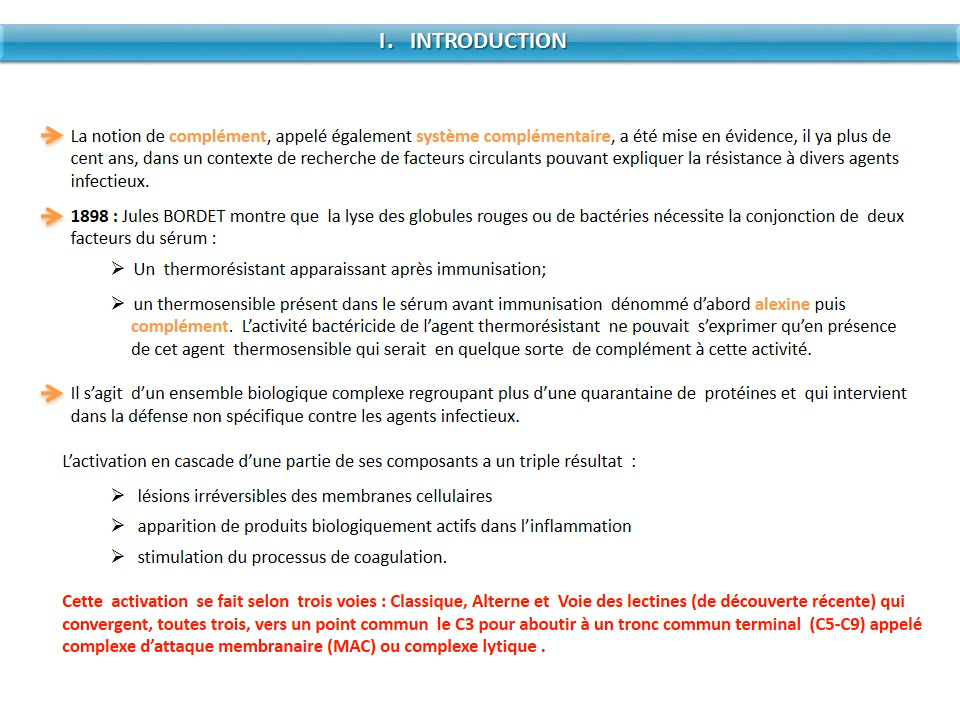 I. INTRODUCTION
La notion de complément, appelé également système complémentaire, a été mise en évidence, il ya plus de
cent ans, dans un contexte de recherche de facteurs circulants pouvant expliquer la résistance à divers agents
infectieux.
1898 : Jules BORDET montre que la lyse des globules rouges ou de bactéries nécessite la conjonction de deux
facteurs du sérum :
Un thermorésistant apparaissant après immunisation;
un thermosensible présent dans le sérum avant immunisation dénommé d’abord alexine puis
complément. L’activité bactéricide de l’agent thermorésistant ne pouvait s’exprimer qu’en présence
de cet agent thermosensible qui serait en quelque sorte de complément à cette activité.
Il s’agit d’un ensemble biologique complexe regroupant plus d’une quarantaine de protéines et qui intervient
dans la défense non spécifique contre les agents infectieux.
L’activation en cascade d’une partie de ses composants a un triple résultat :
lésions irréversibles des membranes cellulaires
apparition de produits biologiquement actifs dans l’inflammation
stimulation du processus de coagulation.
Cette activation se fait selon trois voies : Classique, Alterne et Voie des lectines (de découverte récente) qui
convergent, toutes trois, vers un point commun le C3 pour aboutir à un tronc commun terminal (C5-C9) appelé
complexe d’attaque membranaire (MAC) ou complexe lytique .